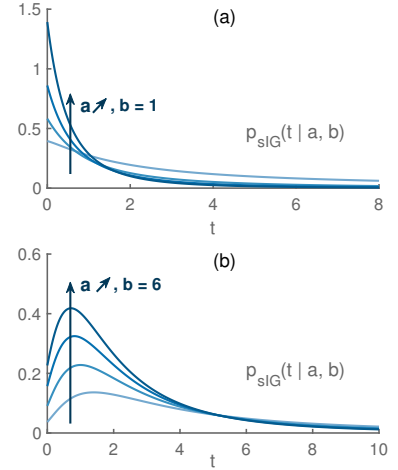 (a)
1.5
1
0.5
0
a↗, b = 1
p_sIG(t | a, b)
0 2 4 6 8
t
(b)
0.6
0.4
0.2
0
a ↗, b = 6
p_sIG(t | a, b)
0 2 4 6 8 10
t